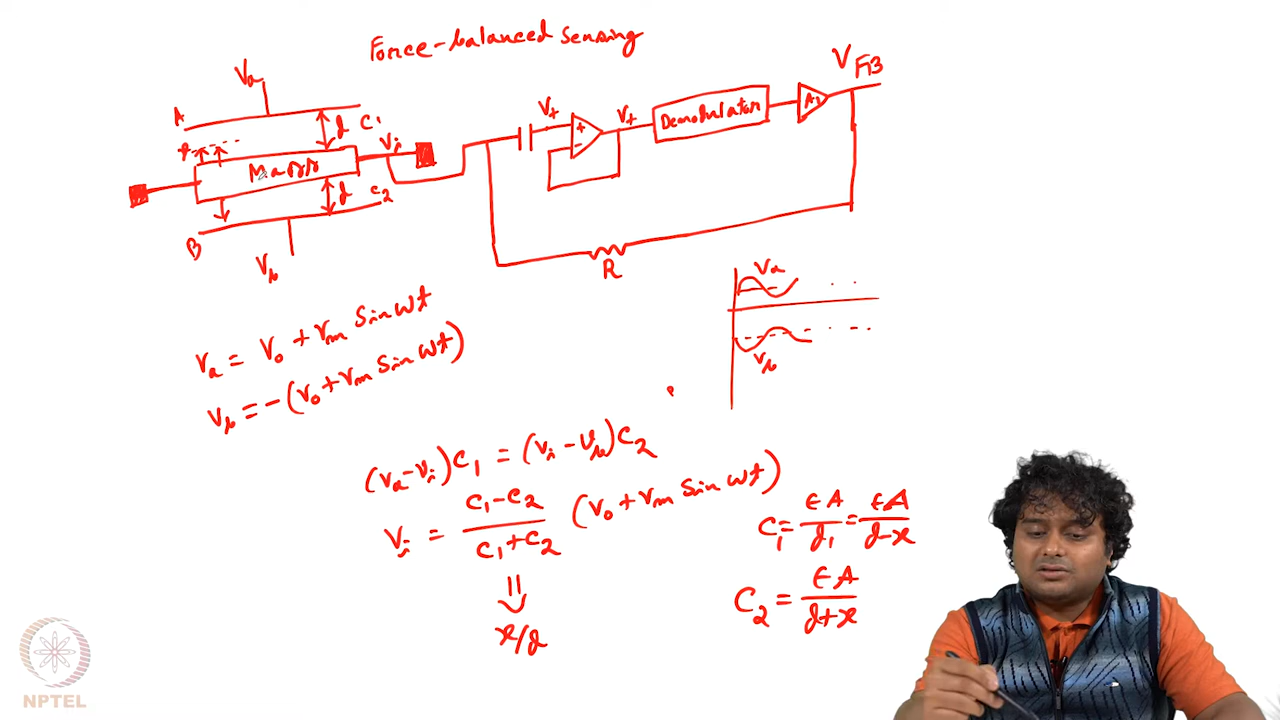 Force-balanced Sensing
Va
A
d C1
Mass
Vi
d C2
B
Vb
V+
+
-
V+
Demodulator
A1
VFB
R
Va
Vb
Va = V0 + Vm Sin ωt
Vb = -(V0 + Vm Sin ωt)
(Va - Vi) C1 = (Vi - Vb) C2
Vi = C1 - C2 / C1 + C2 (V0 + Vm Sin ωt)
x/d
C1 = ϵA / d1 = ϵA / d-x
C2 = ϵA / d+x
NPTEL